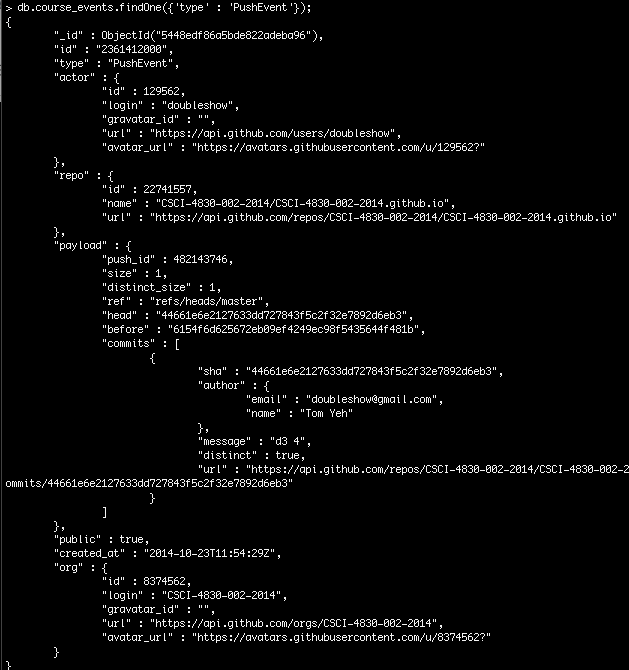 > db.course_events.findOne({'type' : 'PushEvent'});
{
"_id" : ObjectId("5448edf86a5bde822adeba96"),
"id" : "2361412000",
"type" : "PushEvent",
"actor" : {
"id" : 129562,
"login" : "doubleshow",
"gravatar_id" : "",
"url" : "https://api.github.com/users/doubleshow",
"avatar_url" : "https://avatars.githubusercontent.com/u/129562?"
},
"repo" : {
"id" : 22741557,
"name" : "CSCI-4830-002-2014/CSCI-4830-002-2014.github.io",
"url" : "https://api.github.com/repos/CSCI-4830-002-2014/CSCI-4830-002-2014.github.io"
},
"payload" : {
"push_id" : 482143746,
"size" : 1,
"distinct_size" : 1,
"ref" : "refs/heads/master",
"head" : "44661e6e2127633dd727843f5c2f32e7892d6eb3",
"before" : "6154f6d625672eb09ef4249ec98f5435644f481b",
"commits" : [
{
"sha" : "44661e6e2127633dd727843f5c2f32e7892d6eb3",
"author" : {
"email" : "doubleshow@gmail.com",
"name" : "Tom Yeh"
},
"message" : "d3 4",
"distinct" : true,
"url" : "https://api.github.com/repos/CSCI-4830-002-2014/CSCI-4830-002-2
ommits/44661e6e2127633dd727843f5c2f32e7892d6eb3"
}
]
},
"public" : true,
"created_at" : "2014-10-23T11:54:29Z",
"org" : {
"id" : 8374562,
"login" : "CSCI-4830-002-2014",
"gravatar_id" : "",
"url" : "https://api.github.com/orgs/CSCI-4830-002-2014",
"avatar_url" : "https://avatars.githubusercontent.com/u/8374562?"
}
}